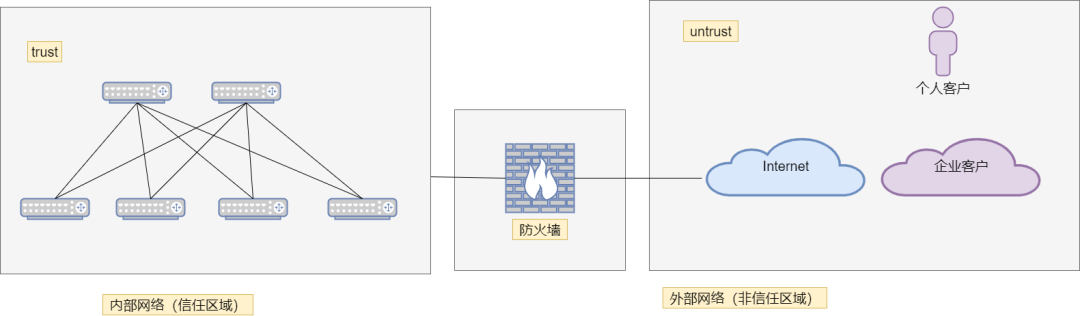 trust
untrust
个人客户
Internet
企业客户
防火墙
内部网络（信任区域）
外部网络（非信任区域）